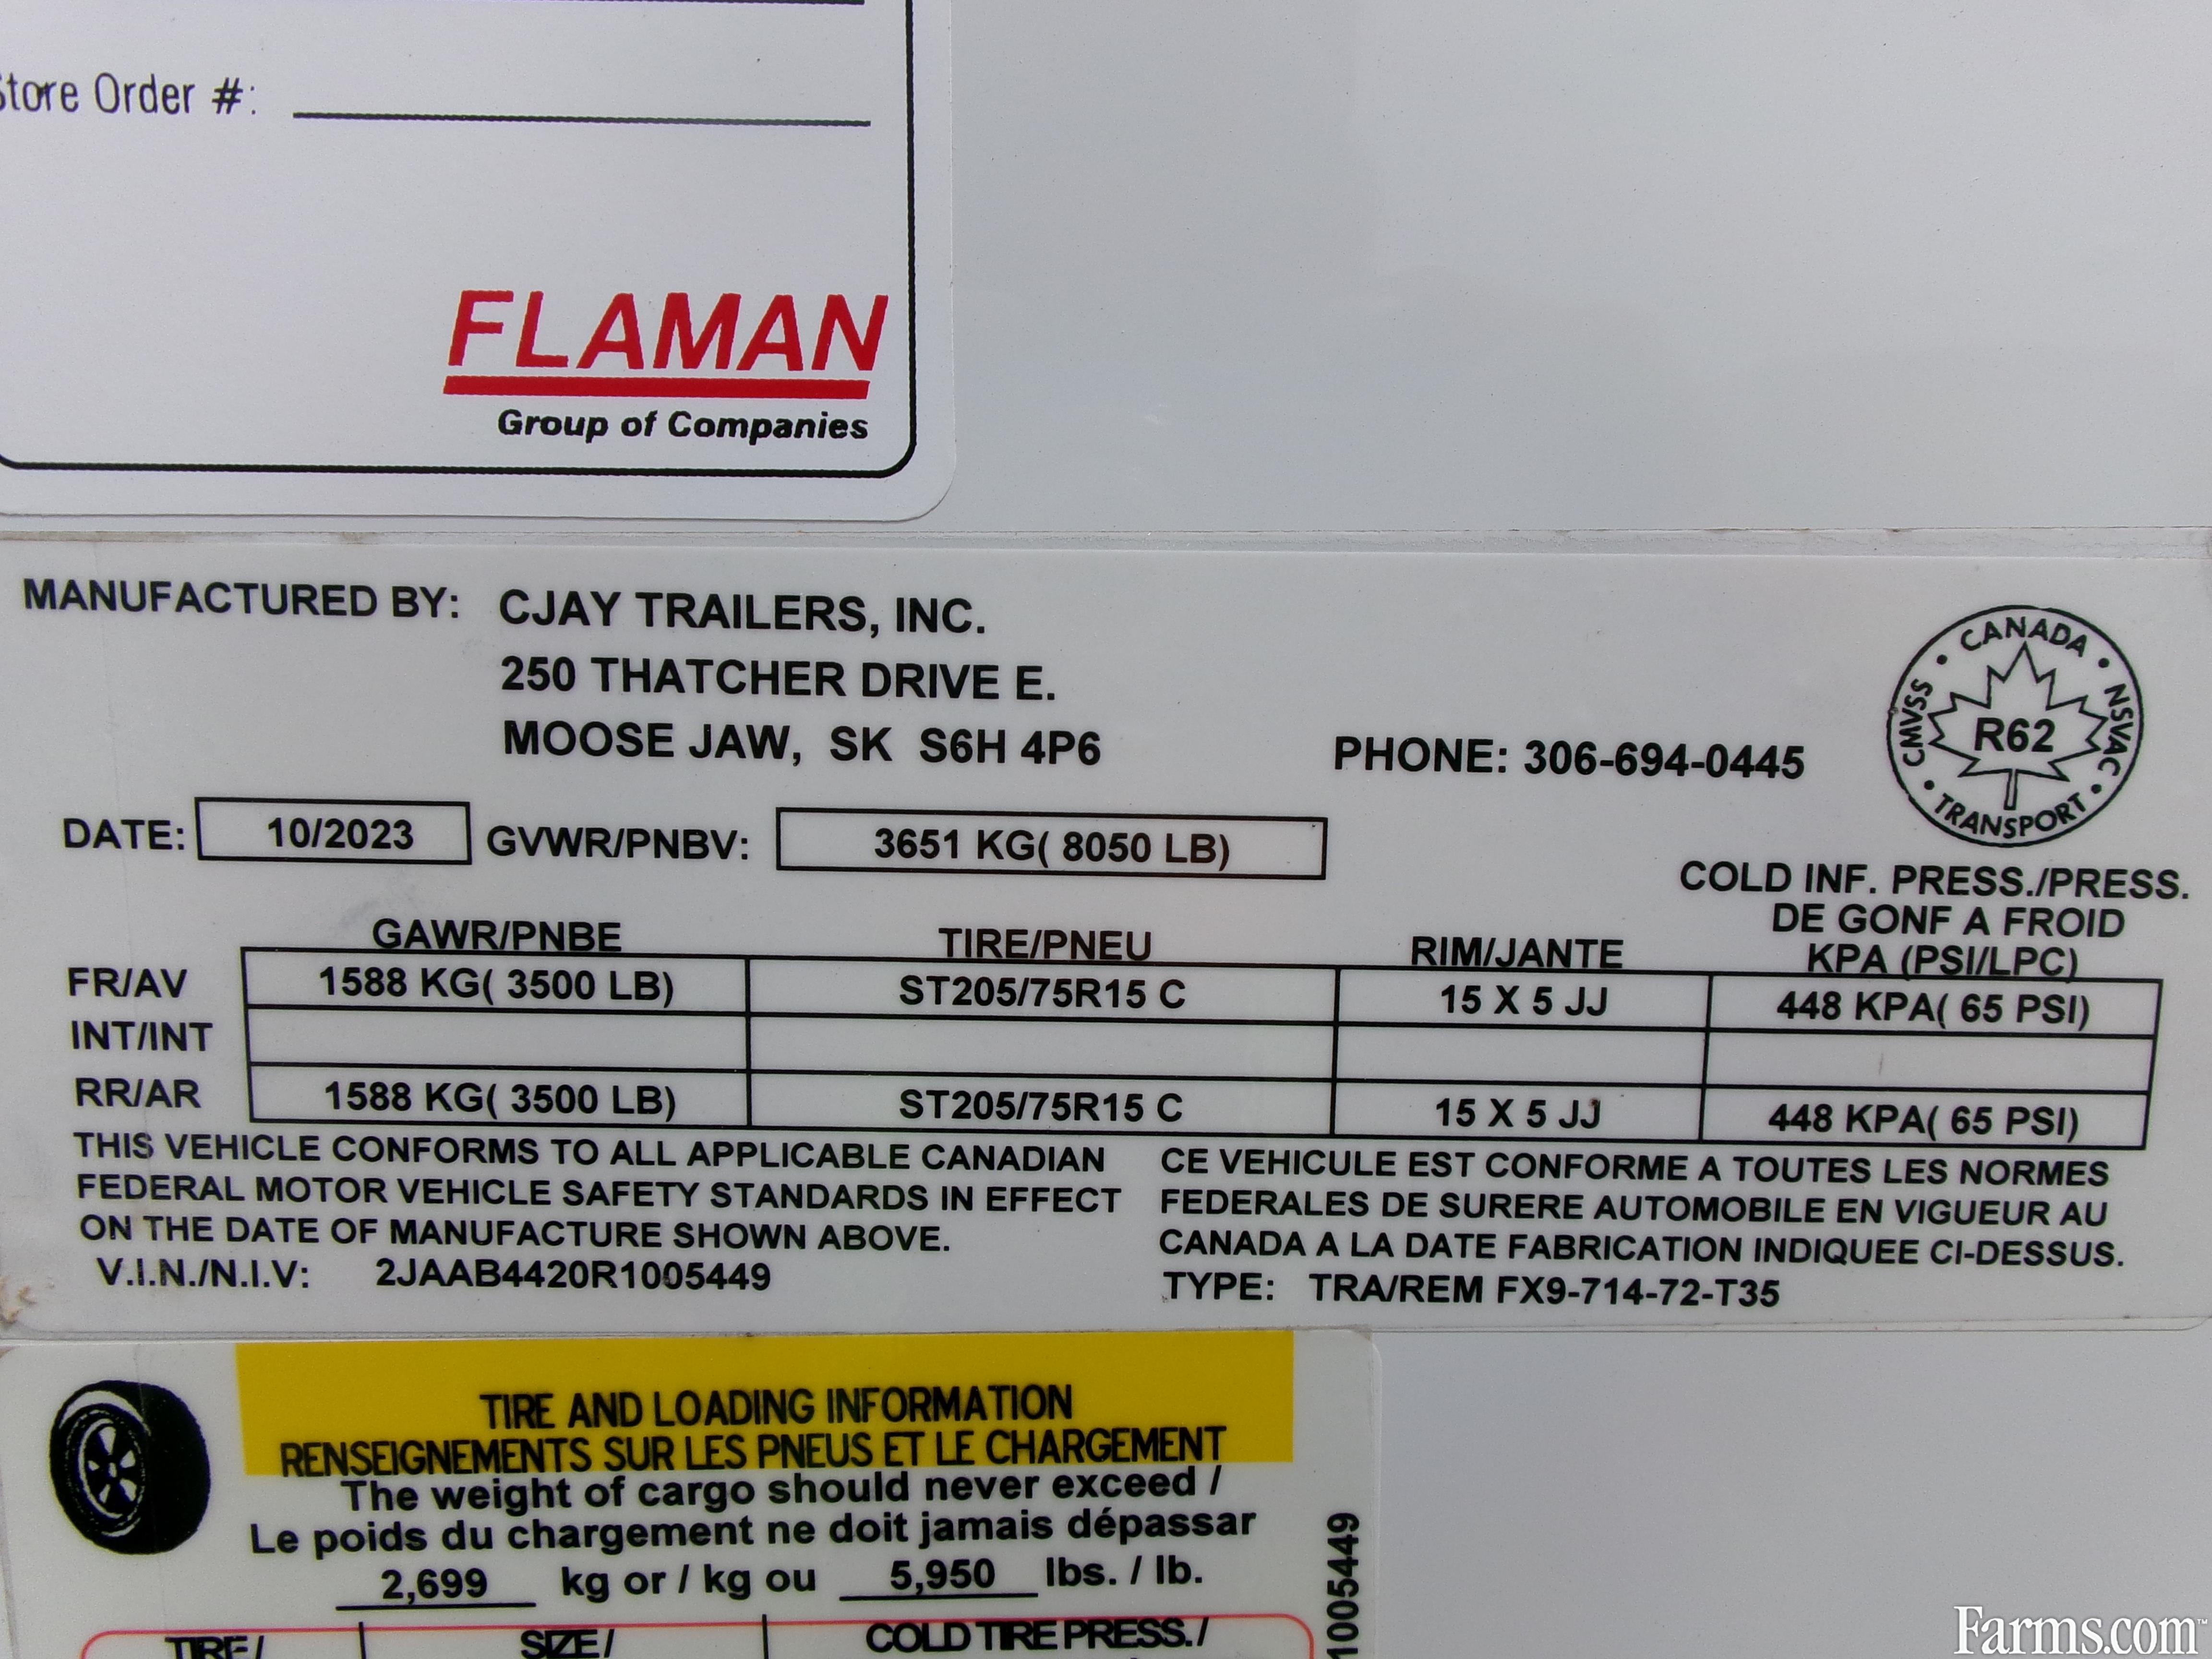 Store Order #:
FLAMAN
Group of Companies
MANUFACTURED BY: CJAY TRAILERS, INC.
250 THATCHER DRIVE E.
MOOSE JAW, SK S6H 4P6
PHONE: 306-694-0445
CANADA
CMVSS R62 NSVAC
TRANSPORT
DATE: 10/2023 GVWR/PNBV: 3651 KG( 8050 LB)
COLD INF. PRESS./PRESS.
DE GONF A FROID
GAWR/PNBE TIRE/PNEU RIM/JANTE KPA (PSI/LPC)
FR/AV 1588 KG( 3500 LB) ST205/75R15 C 15 X 5 JJ 448 KPA( 65 PSI)
INT/INT
RR/AR 1588 KG( 3500 LB) ST205/75R15 C 15 X 5 JJ 448 KPA( 65 PSI)
THIS VEHICLE CONFORMS TO ALL APPLICABLE CANADIAN
FEDERAL MOTOR VEHICLE SAFETY STANDARDS IN EFFECT
ON THE DATE OF MANUFACTURE SHOWN ABOVE.
V.I.N./N.I.V: 2JAAB4420R1005449
CE VEHICULE EST CONFORME A TOUTES LES NORMES
FEDERALES DE SURERE AUTOMOBILE EN VIGUEUR AU
CANADA A LA DATE FABRICATION INDIQUEE CI-DESSUS.
TYPE: TRA/REM FX9-714-72-T35
TIRE AND LOADING INFORMATION
RENSEIGNEMENTS SUR LES PNEUS ET LE CHARGEMENT
The weight of cargo should never exceed /
Le poids du chargement ne doit jamais dépassar
2,699 kg or / kg ou 5,950 lbs. / lb.
TIRE/ SIZE/ COLD TIRE PRESS./
1005449
Farms.com™